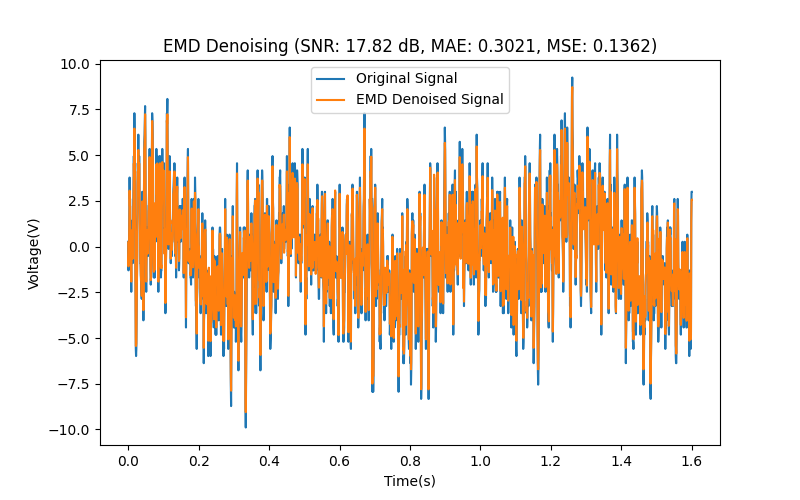 EMD Denoising (SNR: 17.82 dB, MAE: 0.3021, MSE: 0.1362)
Original Signal
EMD Denoised Signal
10.0
7.5
5.0
2.5
0.0
−2.5
−5.0
−7.5
−10.0
Voltage(V)
0.0 0.2 0.4 0.6 0.8 1.0 1.2 1.4 1.6
Time(s)